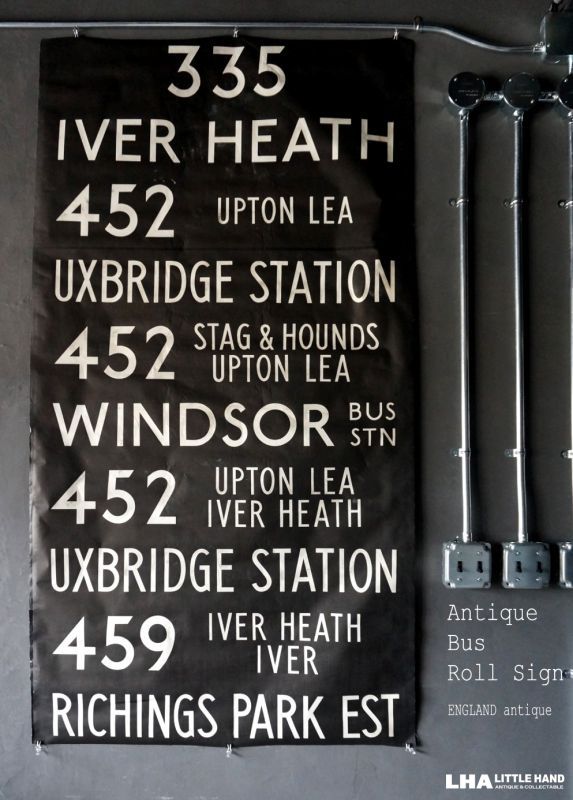 335
IVER HEATH
452 UPTON LEA
UXBRIDGE STATION
452 STAG & HOUNDS
UPTON LEA
WINDSOR BUS
STN
452 UPTON LEA
IVER HEATH
UXBRIDGE STATION
459 IVER HEATH
IVER
RICHINGS PARK EST
Antique
Bus
Roll Sign
ENGLAND antique
LHA LITTLE HAND
ANTIQUE & COLLECTABLE